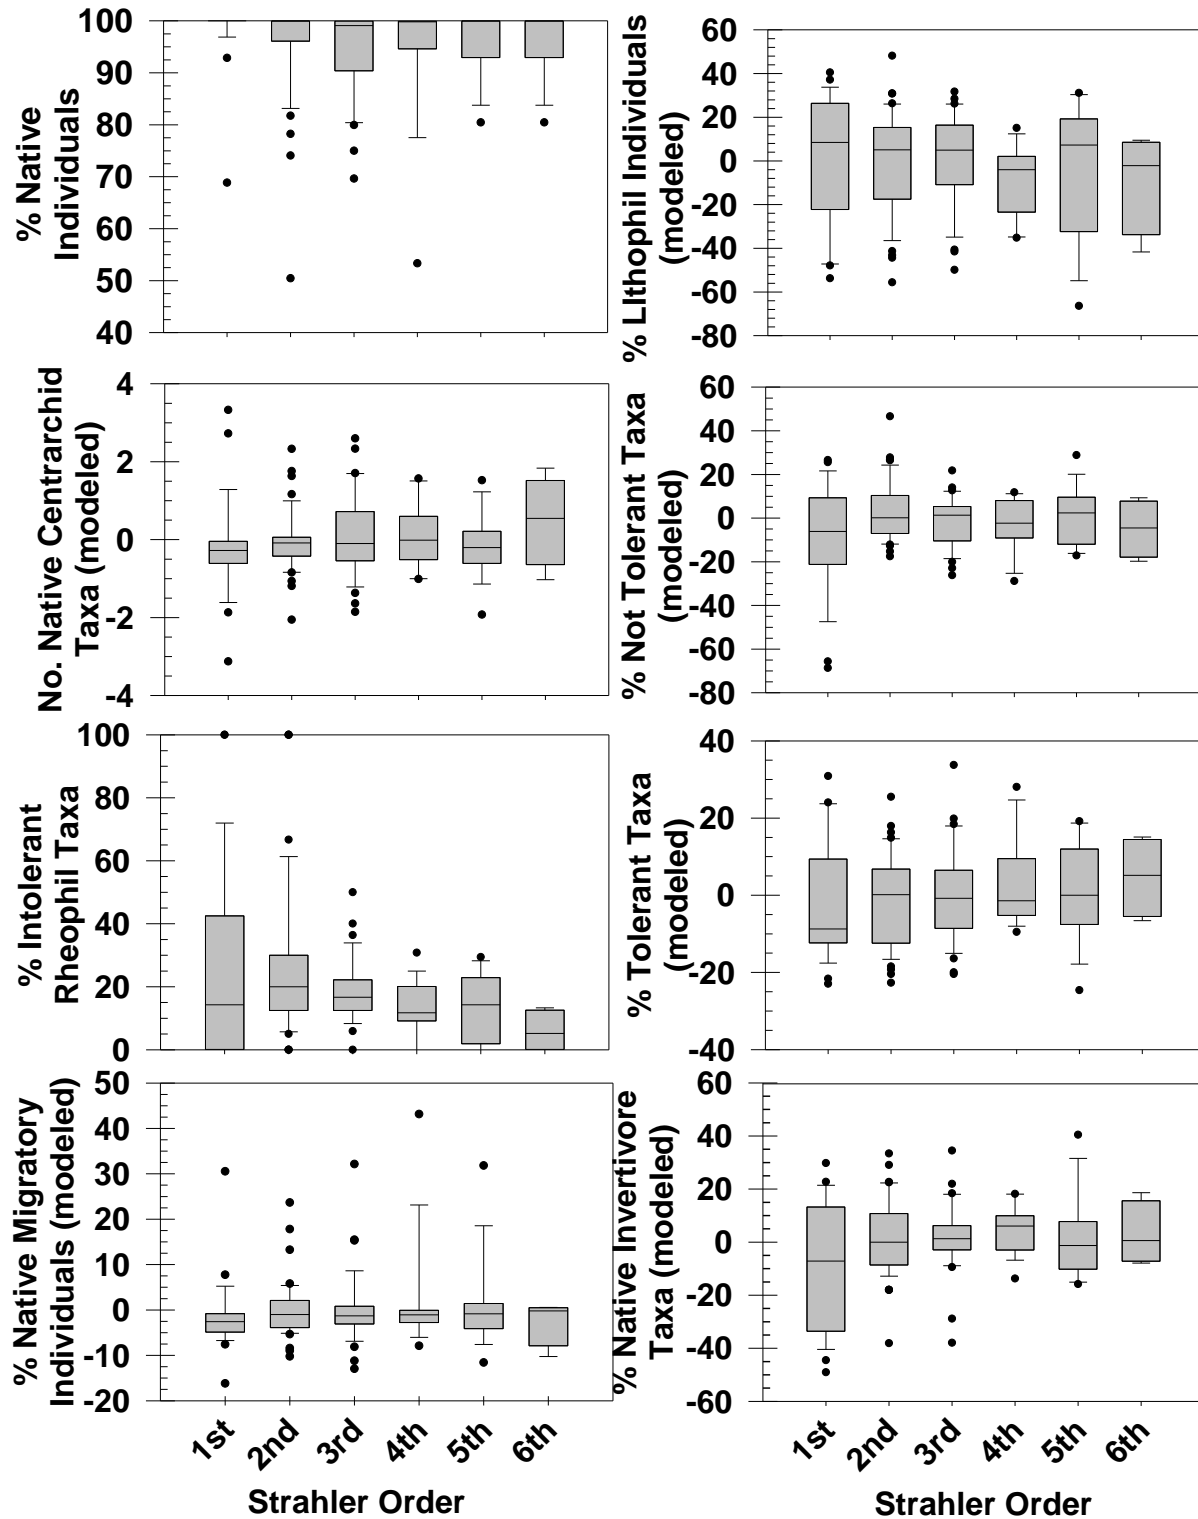 % Native
Individuals
100
90
80
70
60
50
40
% LIthophil Individuals
(modeled)
60
40
20
0
-20
-40
-60
-80
No. Native Centrarchid
Taxa (modeled)
4
2
0
-2
-4
% Not Tolerant Taxa
(modeled)
60
40
20
0
-20
-40
-60
-80
% Intolerant
Rheophil Taxa
100
80
60
40
20
0
% Tolerant Taxa
(modeled)
40
20
0
-20
-40
% Native Migratory
Individuals (modeled)
50
40
30
20
10
0
-10
-20
1st 2nd 3rd 4th 5th 6th
Strahler Order
% Native Invertivore
Taxa (modeled)
60
40
20
0
-20
-40
-60
1st 2nd 3rd 4th 5th 6th
Strahler Order